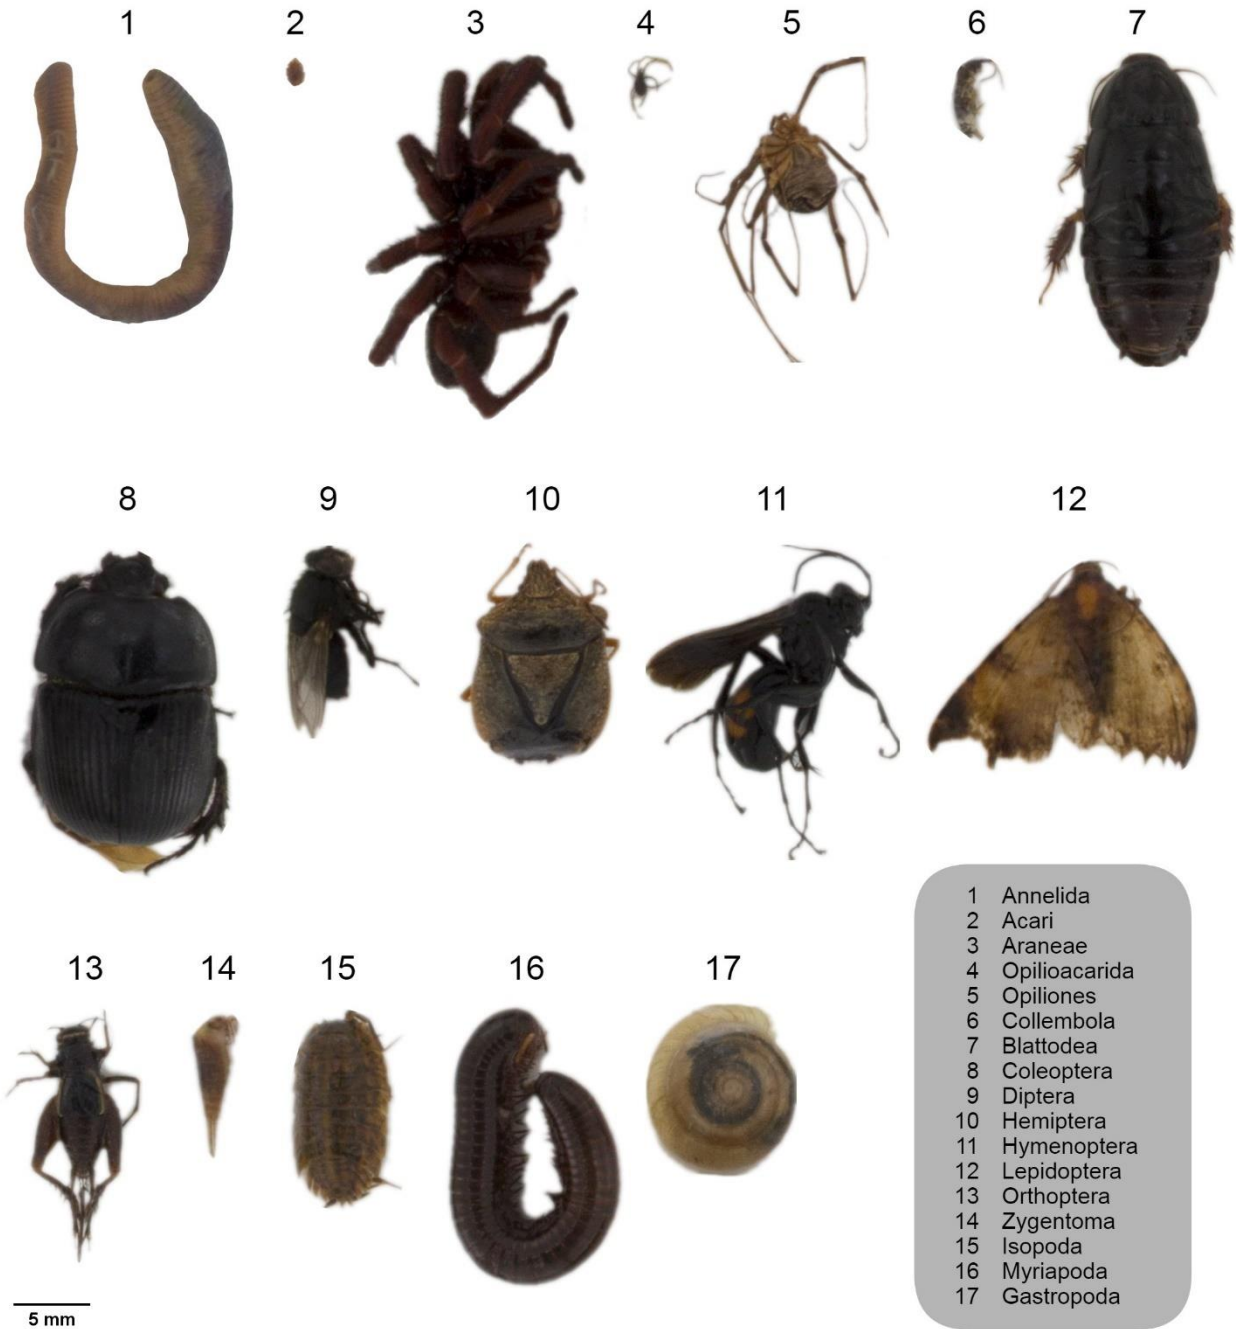 1 2 3 4 5 6 7
8 9 10 11 12
13 14 15 16 17
1 Annelida
2 Acari
3 Araneae
4 Opilioacarida
5 Opiliones
6 Collembola
7 Blattodea
8 Coleoptera
9 Diptera
10 Hemiptera
11 Hymenoptera
12 Lepidoptera
13 Orthoptera
14 Zygentoma
15 Isopoda
16 Myriapoda
17 Gastropoda
5 mm